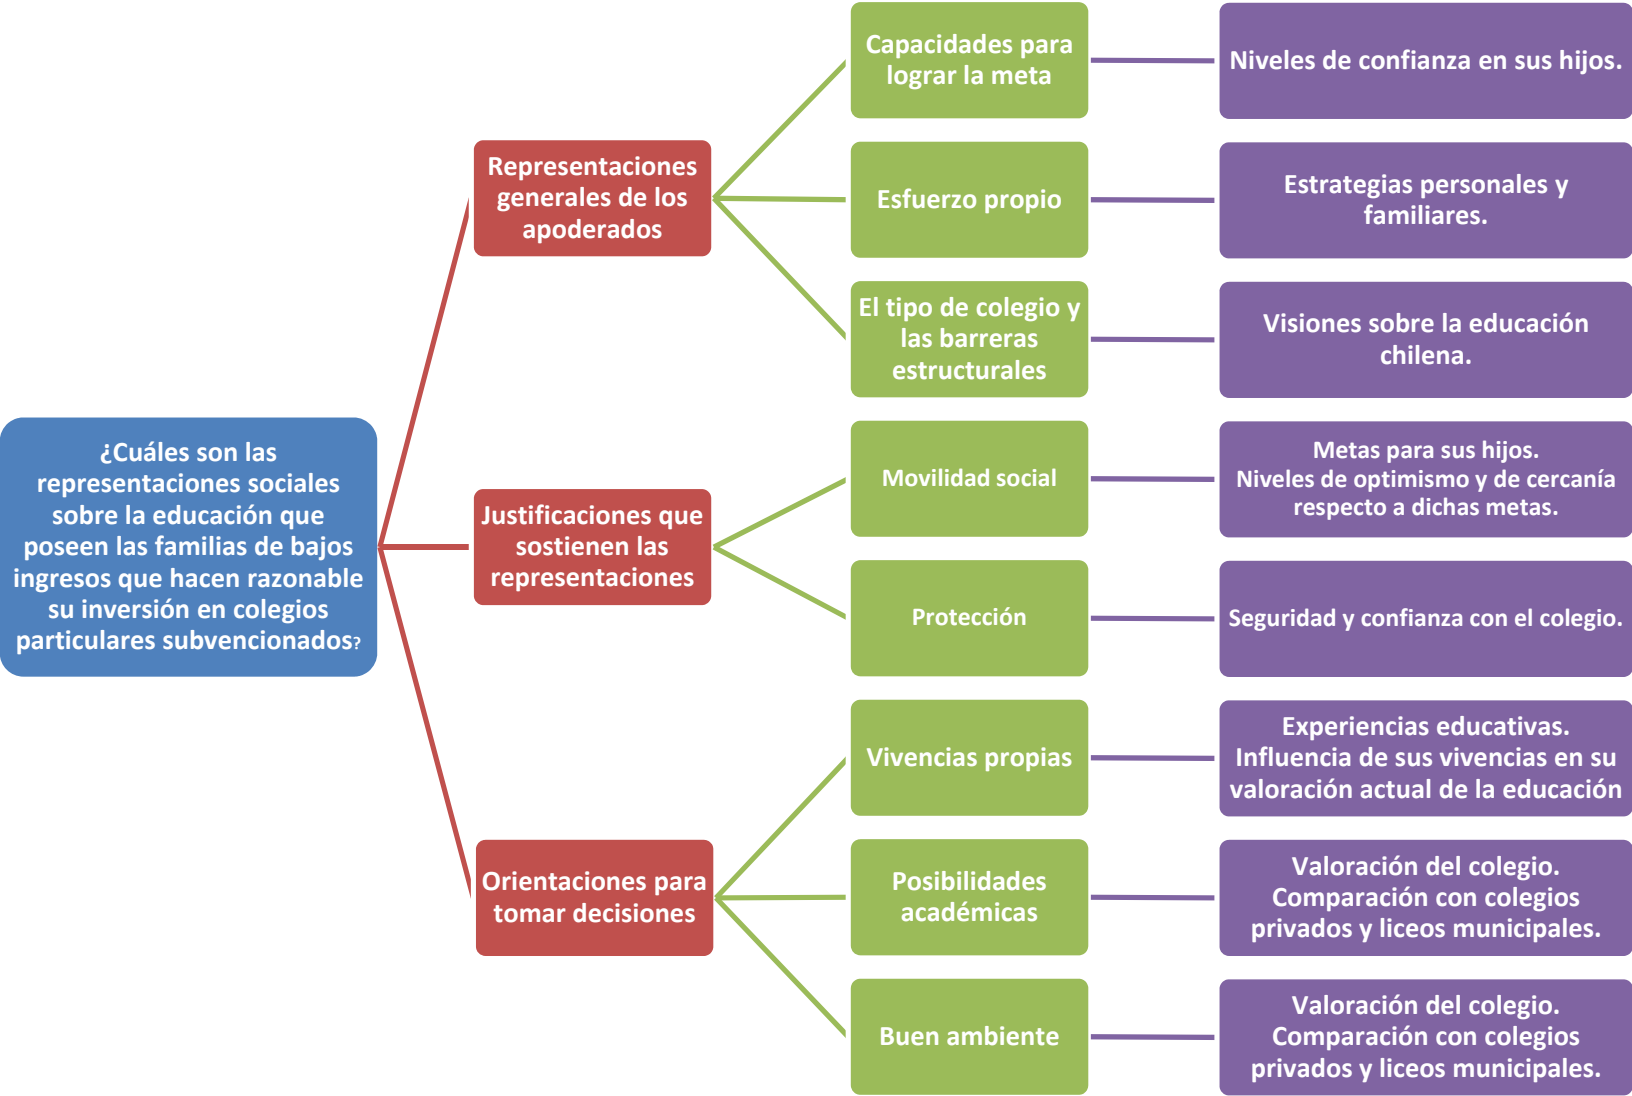 ¿Cuáles son las
representaciones sociales
sobre la educación que
poseen las familias de bajos
ingresos que hacen razonable
su inversión en colegios
particulares subvencionados?
Representaciones
generales de los
apoderados
Capacidades para
lograr la meta
Niveles de confianza en sus hijos.
Esfuerzo propio
Estrategias personales y
familiares.
El tipo de colegio y
las barreras
estructurales
Visiones sobre la educación
chilena.
Justificaciones que
sostienen las
representaciones
Movilidad social
Metas para sus hijos.
Niveles de optimismo y de cercanía
respecto a dichas metas.
Protección
Seguridad y confianza con el colegio.
Orientaciones para
tomar decisiones
Vivencias propias
Experiencias educativas.
Influencia de sus vivencias en su
valoración actual de la educación
Posibilidades
académicas
Valoración del colegio.
Comparación con colegios
privados y liceos municipales.
Buen ambiente
Valoración del colegio.
Comparación con colegios
privados y liceos municipales.